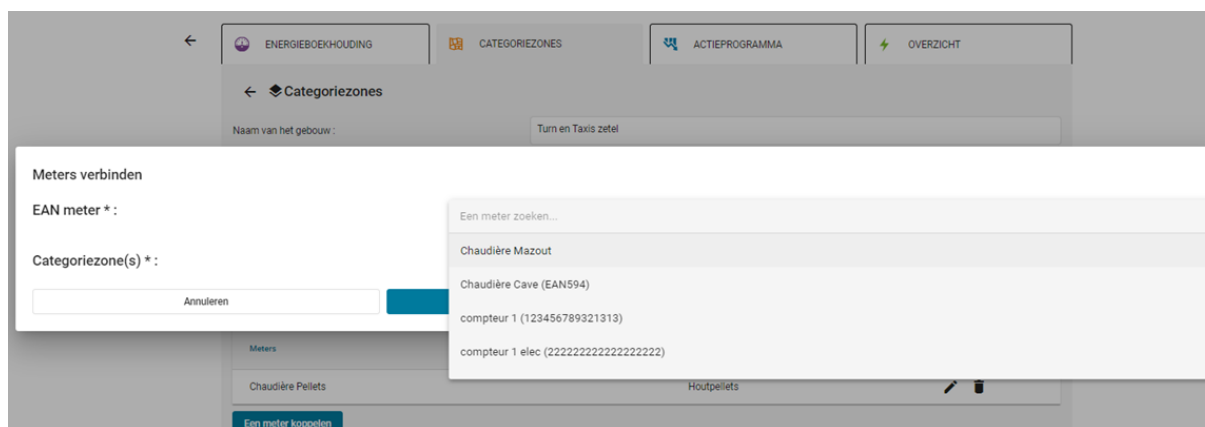 ENERGIEBOEKHOUDING CATEGORIEZONES ACTIEPROGRAMMA OVERZICHT
Categoriezones
Naam van het gebouw : Turn en Taxis zetel
Meters verbinden
EAN meter * :
Een meter zoeken...
Chaudière Mazout
Categoriezone(s) * :
Chaudière Cave (EAN594)
Annuleren
compteur 1 (123456789321313)
compteur 1 elec (222222222222222222)
Meters
Chaudière Pellets Houtpellets
Een meter koppelen